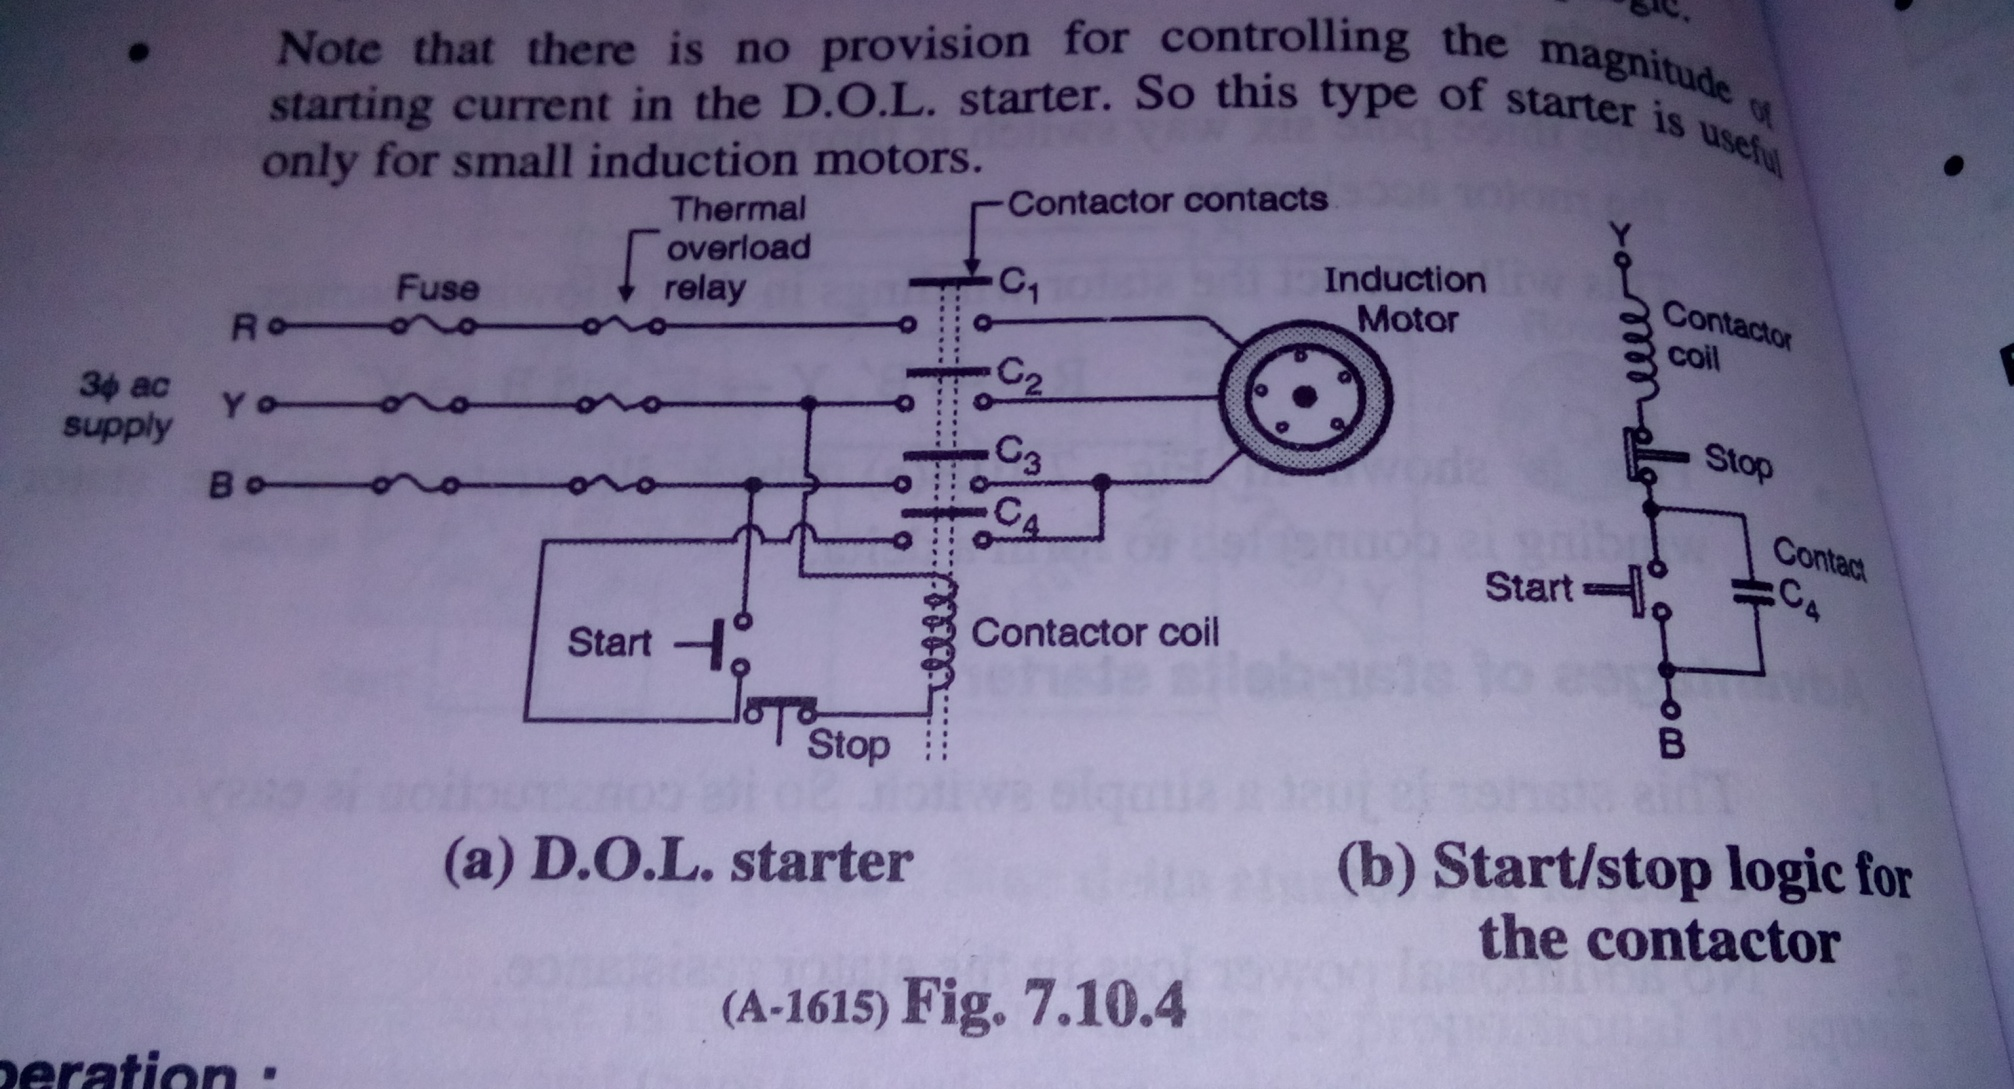 • Note that there is no provision for controlling the magnitude of
starting current in the D.O.L. starter. So this type of starter is useful
only for small induction motors.
Thermal
overload
relay
Contactor contacts
Fuse
C1
Induction
Motor
R
3ϕ ac
supply
Y
C2
B
C3
C4
Start
Contactor coil
Stop
Y
Contactor
coil
Stop
Start
Contact
C4
B
(a) D.O.L. starter
(b) Start/stop logic for
the contactor
(A-1615) Fig. 7.10.4
peration :